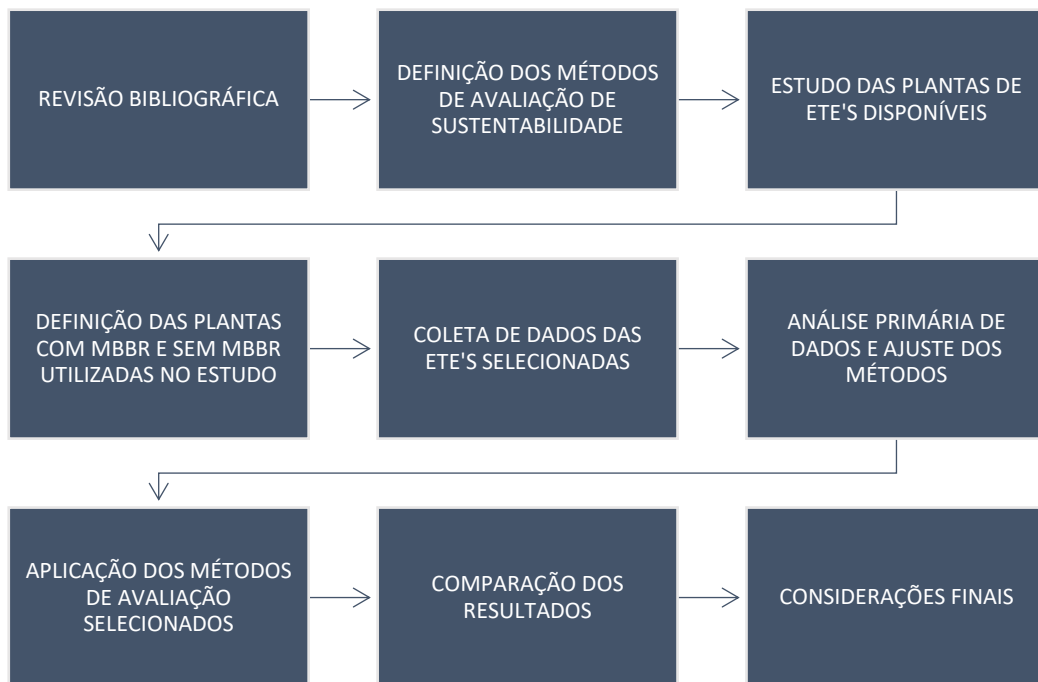 REVISÃO BIBLIOGRÁFICA
DEFINIÇÃO DOS MÉTODOS
DE AVALIAÇÃO DE
SUSTENTABILIDADE
ESTUDO DAS PLANTAS DE
ETE'S DISPONÍVEIS
DEFINIÇÃO DAS PLANTAS
COM MBBR E SEM MBBR
UTILIZADAS NO ESTUDO
COLETA DE DADOS DAS
ETE'S SELECIONADAS
ANÁLISE PRIMÁRIA DE
DADOS E AJUSTE DOS
MÉTODOS
APLICAÇÃO DOS MÉTODOS
DE AVALIAÇÃO
SELECIONADOS
COMPARAÇÃO DOS
RESULTADOS
CONSIDERAÇÕES FINAIS